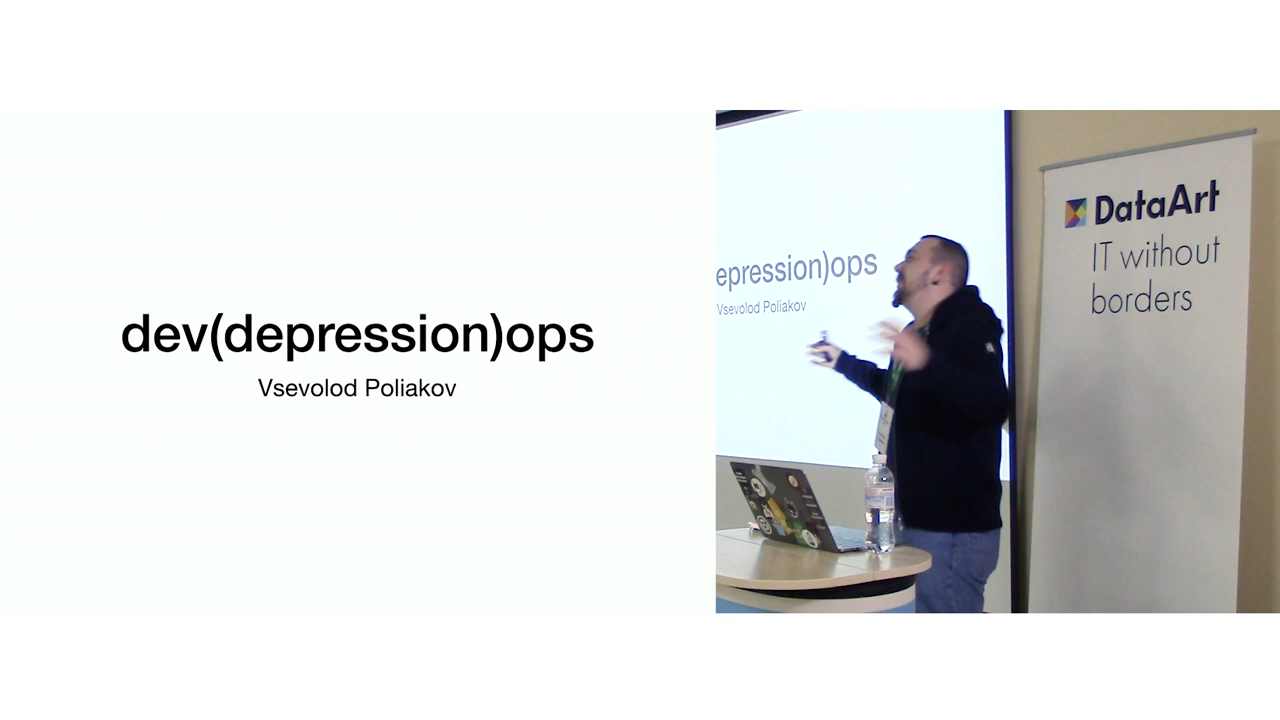 dev(depression)ops
Vsevolod Poliakov
epression)ops
Vsevolod Poliakov
DataArt
IT without
borders